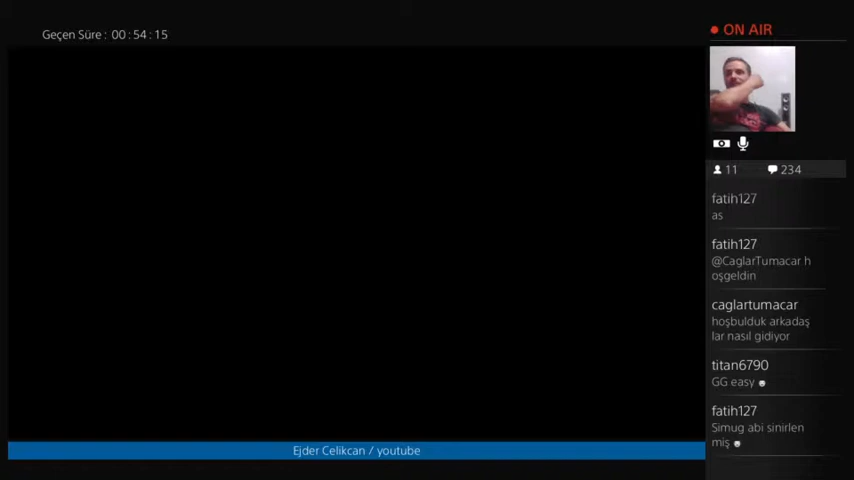 Geçen Süre : 00 : 54 : 15
ON AIR
11 234
fatih127
as
fatih127
@CaglarTumacar h
oşgeldin
caglartumacar
hoşbulduk arkadaş
lar nasıl gidiyor
titan6790
GG easy
fatih127
Simug abi sinirlen
miş
Ejder Celikcan / youtube